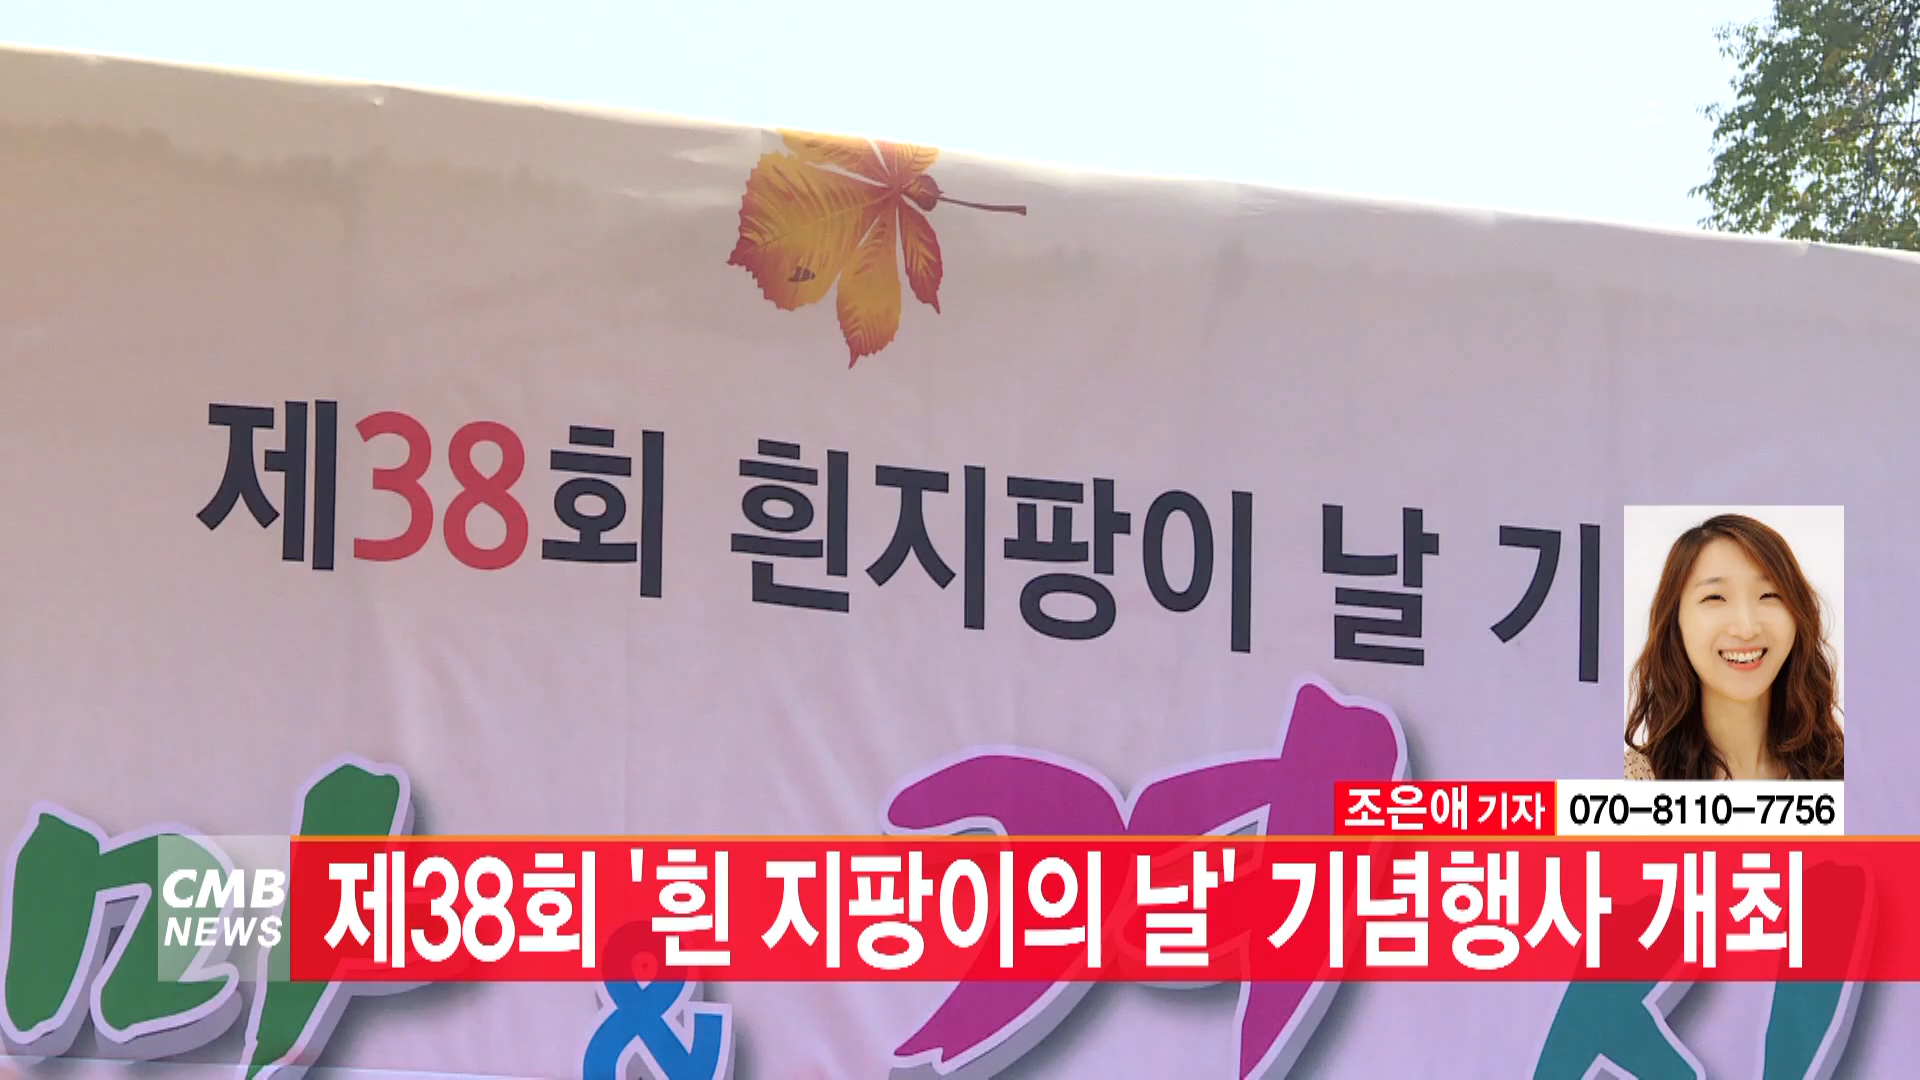 제38회 흰지팡이 날 기
&
조은애 기자 070-8110-7756
CMB
NEWS
제38회 '흰 지팡이의 날' 기념행사 개최